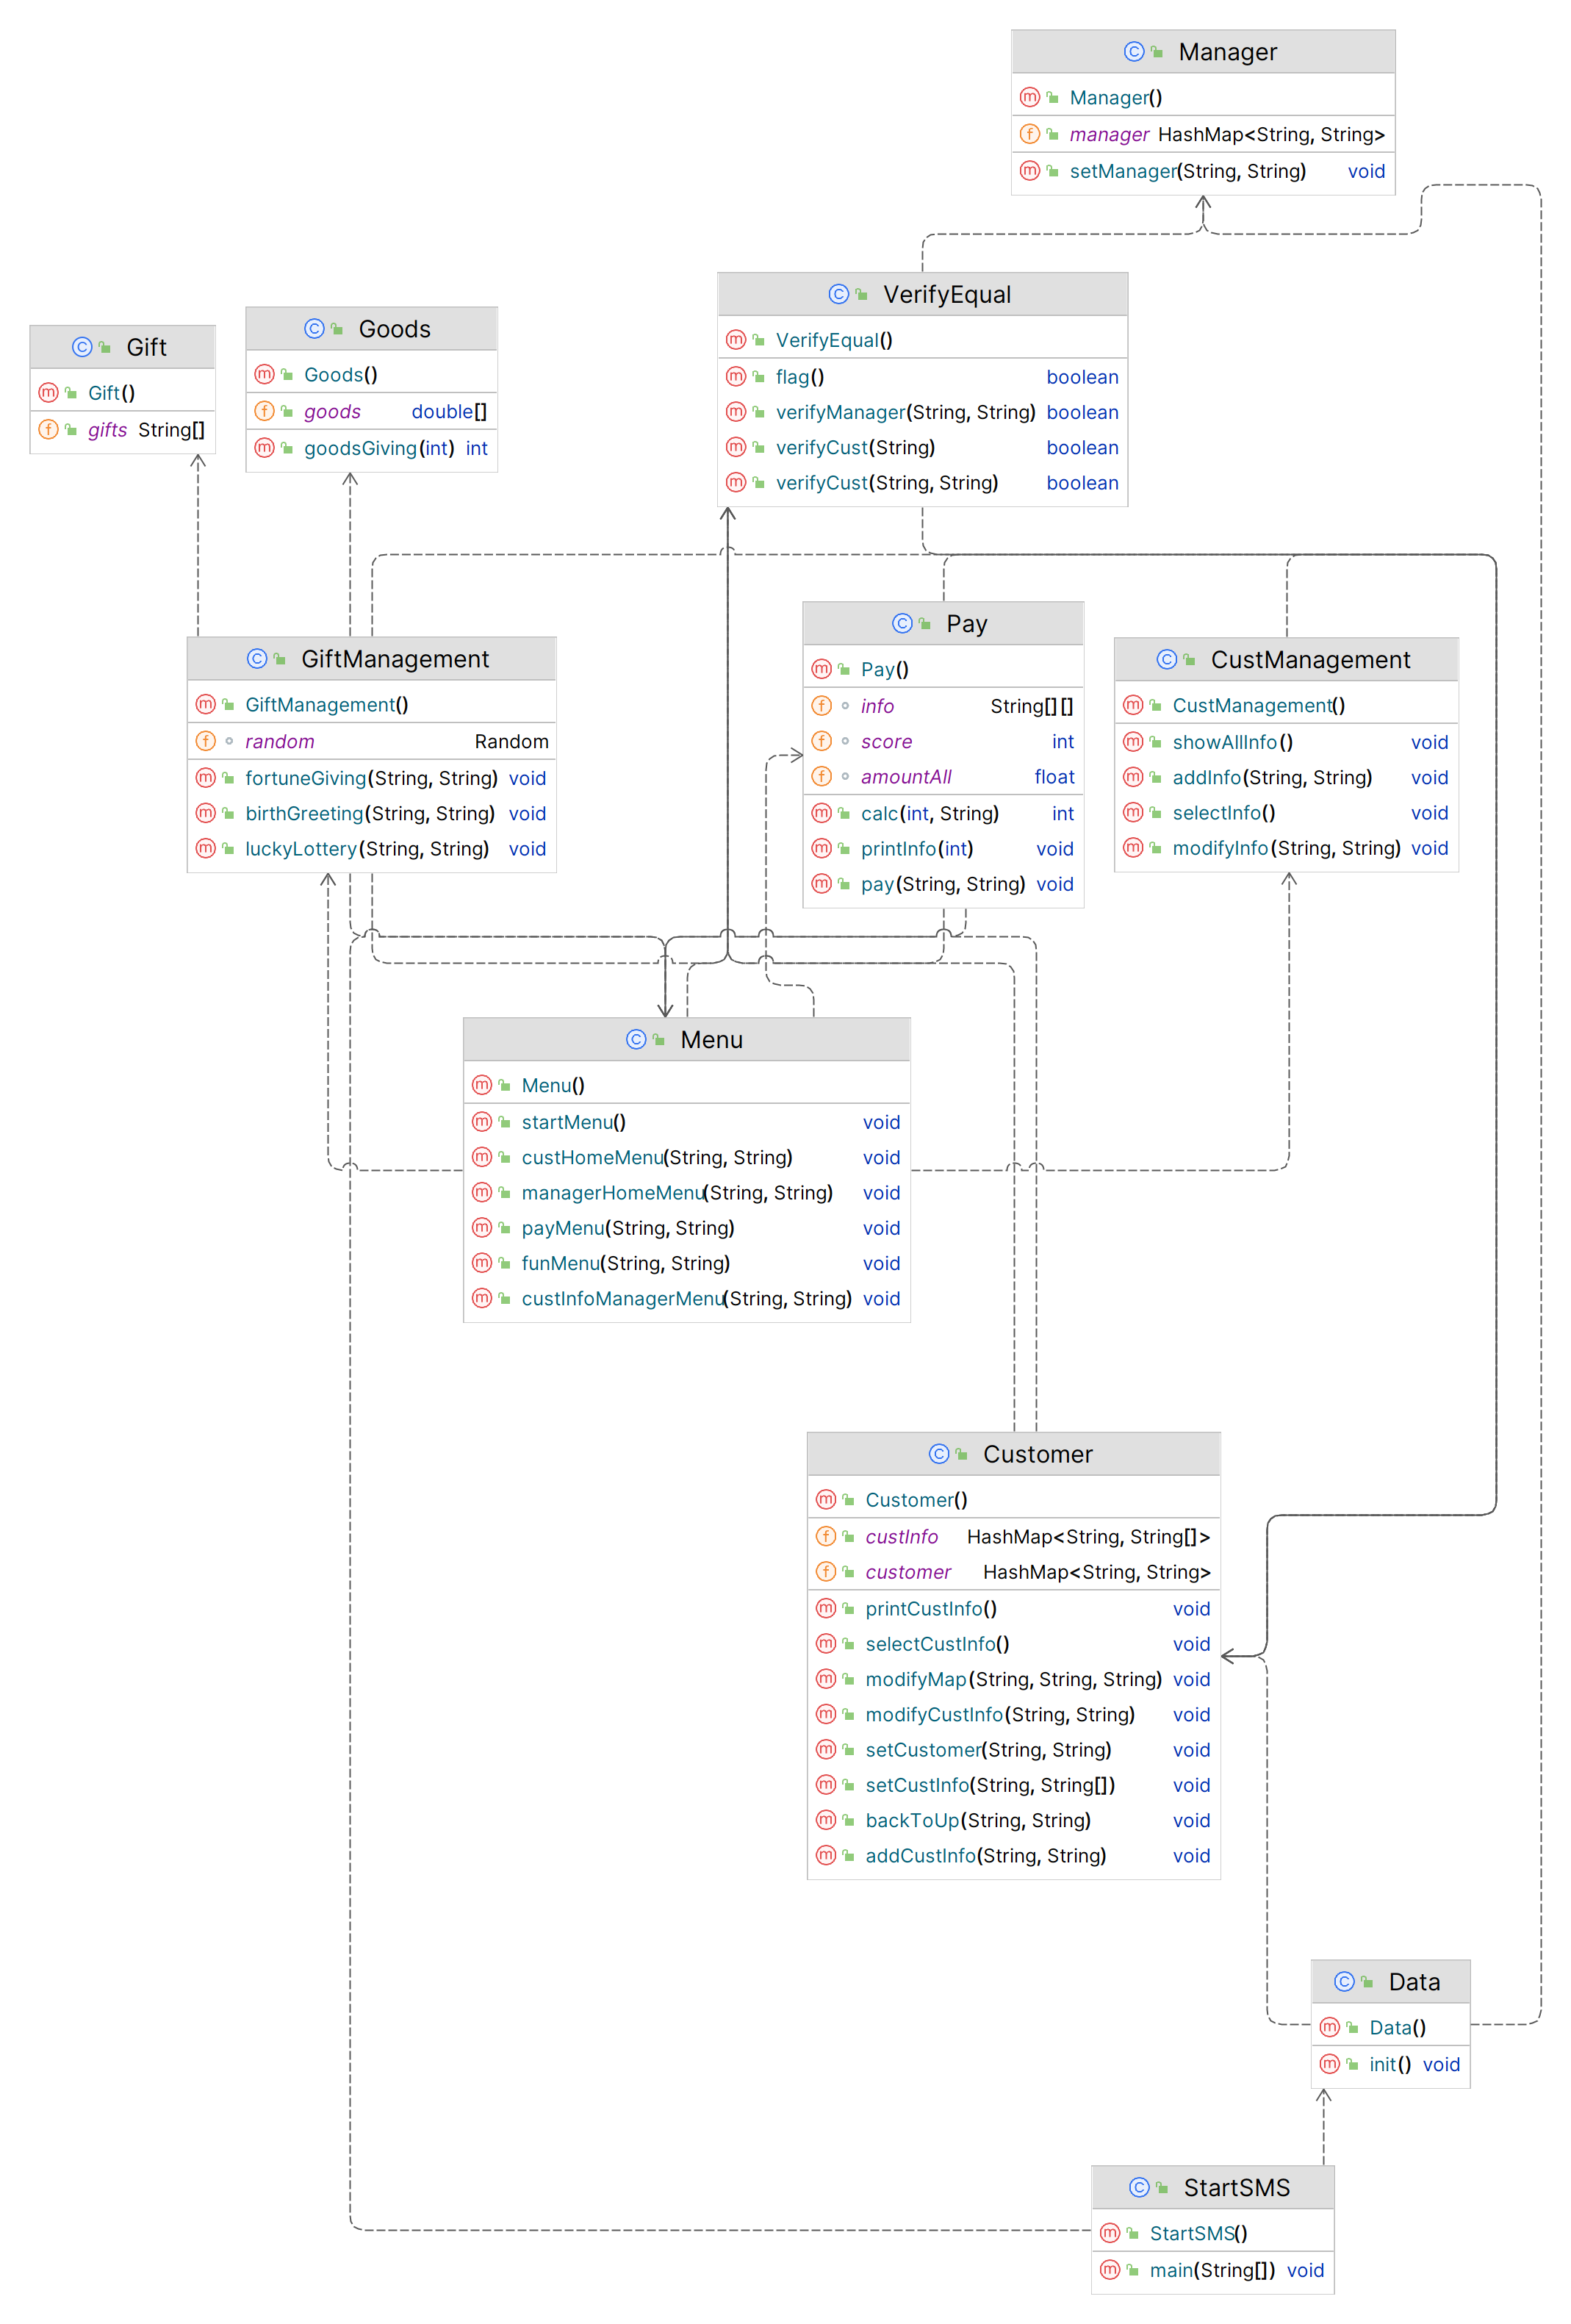 Manager
Manager()
manager HashMap<String, String>
setManager(String, String) void
VerifyEqual
VerifyEqual()
flag() boolean
verifyManager(String, String) boolean
verifyCust(String) boolean
verifyCust(String, String) boolean
Gift
Gift()
gifts String[]
Goods
Goods()
goods double[]
goodsGiving(int) int
GiftManagement
GiftManagement()
random Random
fortuneGiving(String, String) void
birthGreeting(String, String) void
luckyLottery(String, String) void
Pay
Pay()
info String[][]
score int
amountAll float
calc(int, String) int
printInfo(int) void
pay(String, String) void
CustManagement
CustManagement()
showAllInfo() void
addInfo(String, String) void
selectInfo() void
modifyInfo(String, String) void
Menu
Menu()
startMenu() void
custHomeMenu(String, String) void
managerHomeMenu(String, String) void
payMenu(String, String) void
funMenu(String, String) void
custInfoManagerMenu(String, String) void
Customer
Customer()
custInfo HashMap<String, String[]>
customer HashMap<String, String>
printCustInfo() void
selectCustInfo() void
modifyMap(String, String, String) void
modifyCustInfo(String, String) void
setCustomer(String, String) void
setCustInfo(String, String[]) void
backToUp(String, String) void
addCustInfo(String, String) void
Data
Data()
init() void
StartSMS
StartSMS()
main(String[]) void